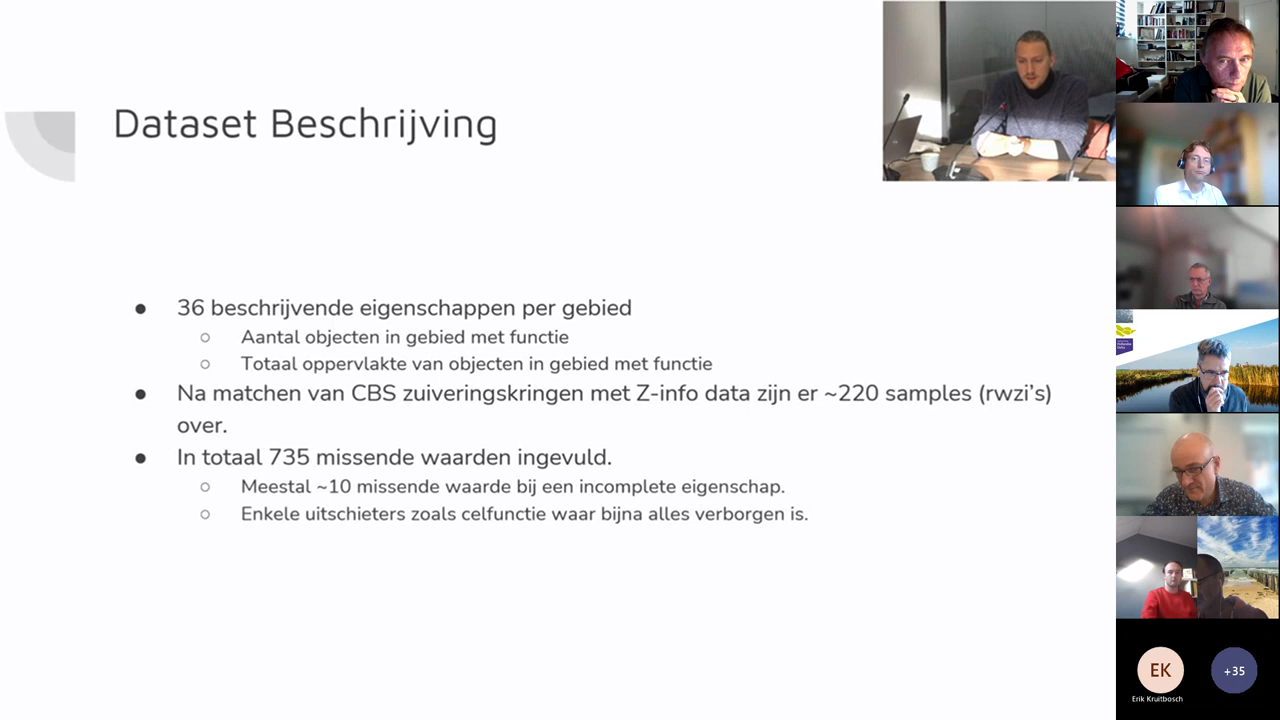 Dataset Beschrijving
● 36 beschrijvende eigenschappen per gebied
○ Aantal objecten in gebied met functie
○ Totaal oppervlakte van objecten in gebied met functie
● Na matchen van CBS zuiveringskringen met Z-info data zijn er ~220 samples (rwzi's)
over.
● In totaal 735 missende waarden ingevuld.
○ Meestal ~10 missende waarde bij een incomplete eigenschap.
○ Enkele uitschieters zoals celfunctie waar bijna alles verborgen is.
EK
+35
Erik Kruitbosch